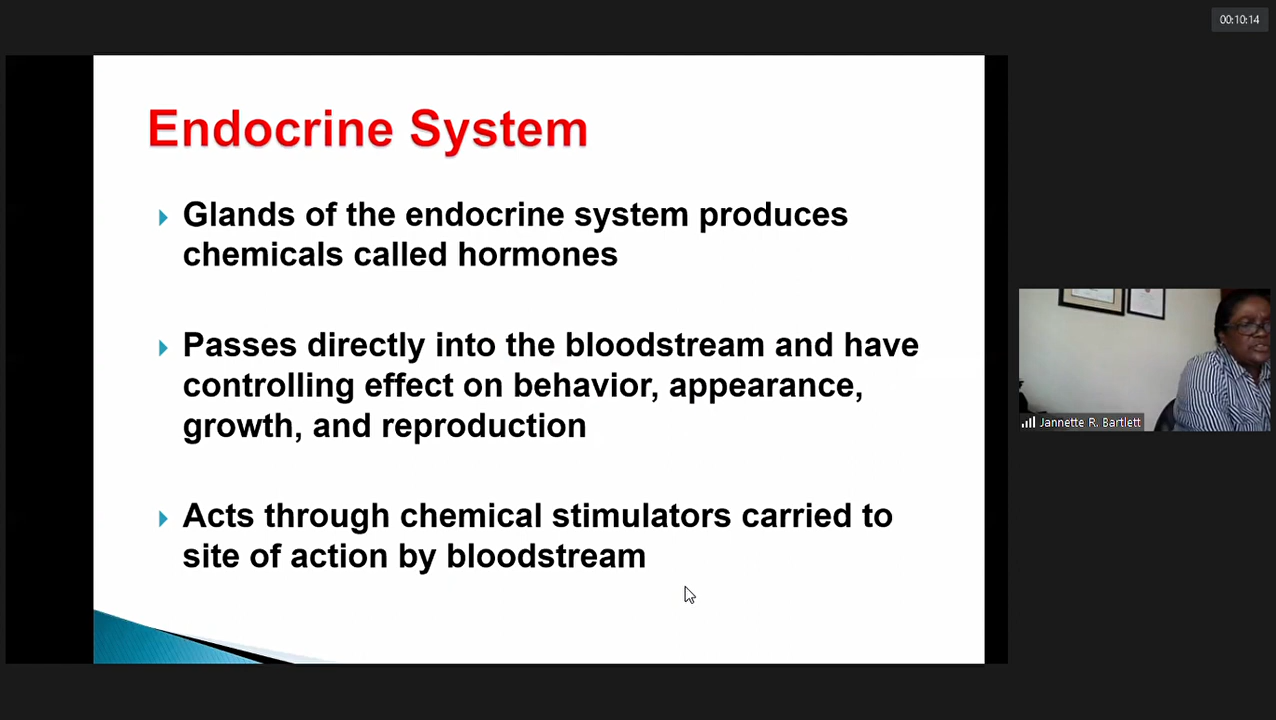 00:10:14
Endocrine System
Glands of the endocrine system produces
chemicals called hormones
Passes directly into the bloodstream and have
controlling effect on behavior, appearance,
growth, and reproduction
Acts through chemical stimulators carried to
site of action by bloodstream
Jannette R. Bartlett